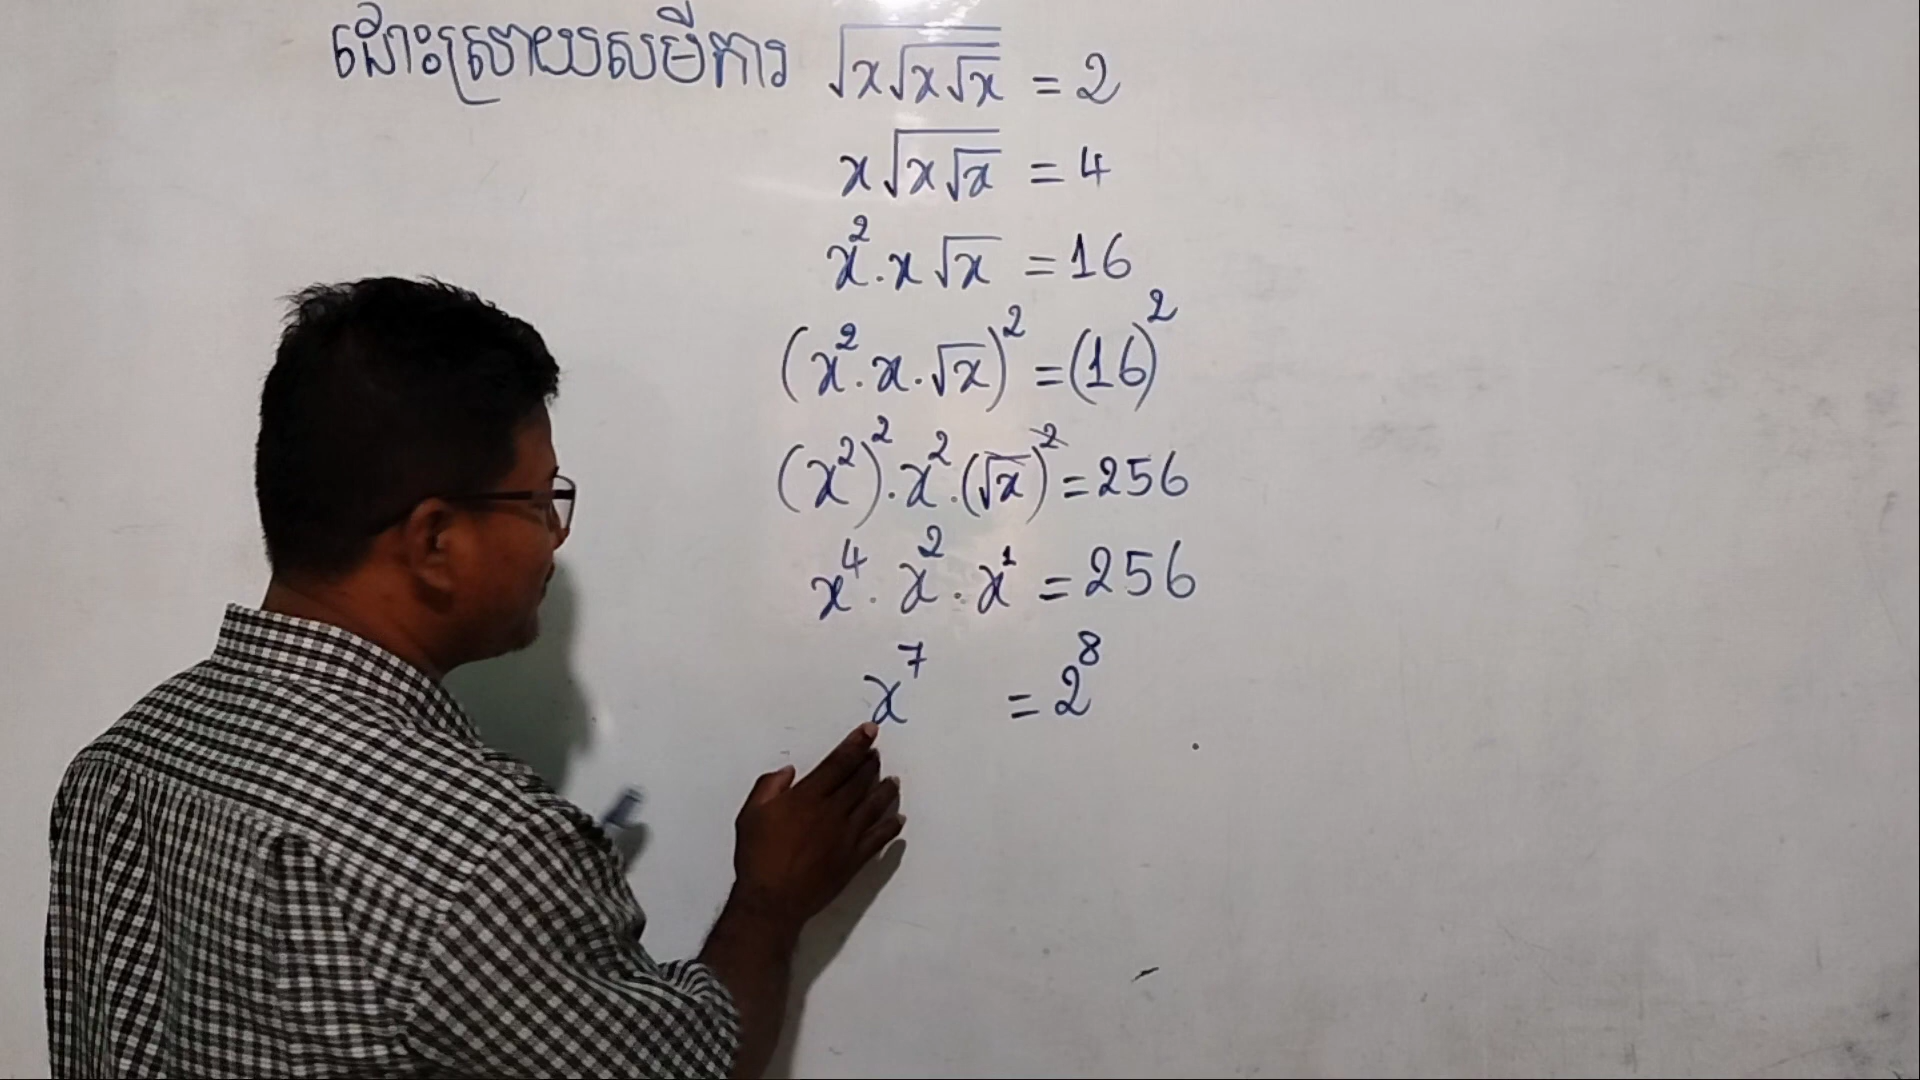 ដោះស្រាយសមីការ √(x√(x√x)) = 2
x√(x√x) = 4
x².x√x = 16
(x².x.√x)² = (16)²
(x²)².x².(√x)² = 256
x⁴.x².x¹ = 256
x⁷ = 2⁸